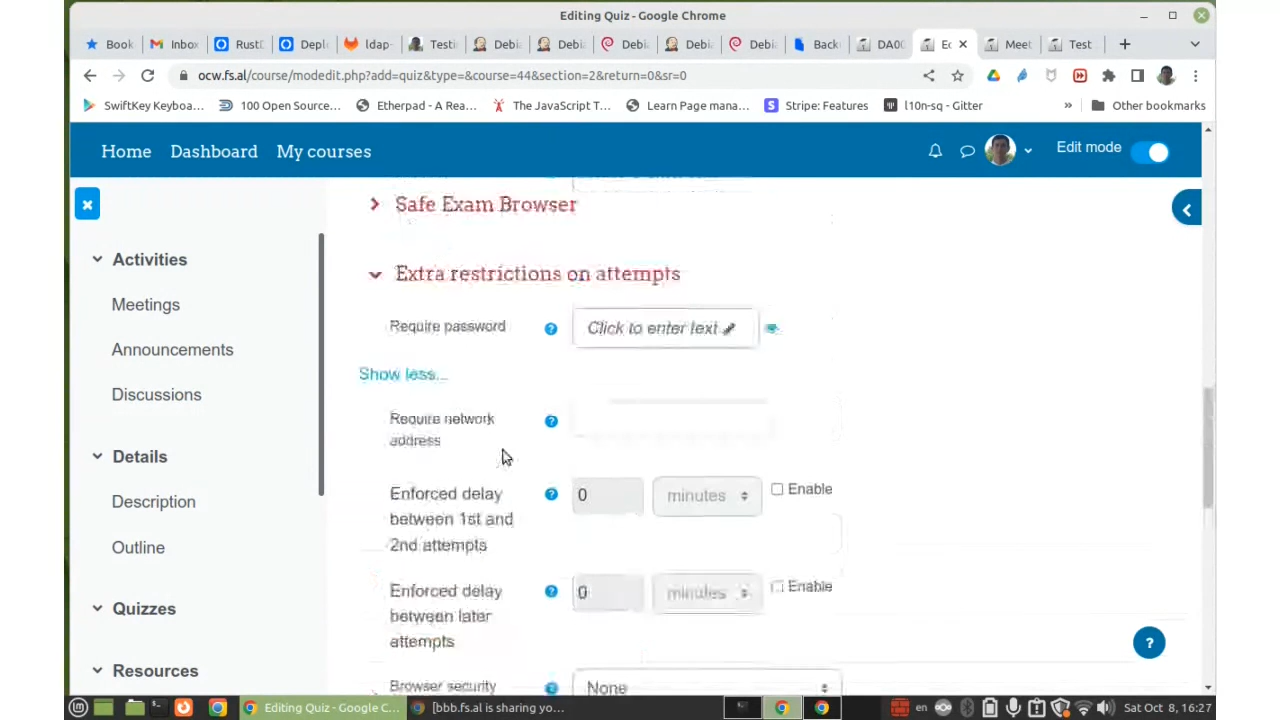 Editing Quiz - Google Chrome
Book
Inbox
Rust
Depl
ldap-
Testi
Debi
Debi
Debi
Debi
Debi
Back
DA00
Ec
Meet
Test
ocw.fs.al/course/modedit.php?add=quiz&type=&course=44&section=2&return=0&sr=0
SwiftKey Keyboa...
100 Open Source...
Etherpad - A Rea...
The JavaScript T...
Learn Page mana...
Stripe: Features
l10n-sq - Gitter
»
Other bookmarks
Home
Dashboard
My courses
Edit mode
Activities
Meetings
Announcements
Discussions
Details
Description
Outline
Quizzes
Resources
Safe Exam Browser
Extra restrictions on attempts
Require password
Click to enter text
Show less...
Require network
address
Enforced delay
between 1st and
2nd attempts
0
minutes
Enable
Enforced delay
between later
attempts
0
minutes
Enable
Browser security
None
?
Editing Quiz - Google C...
[bbb.fs.al is sharing yo...
en
Sat Oct 8, 16:27